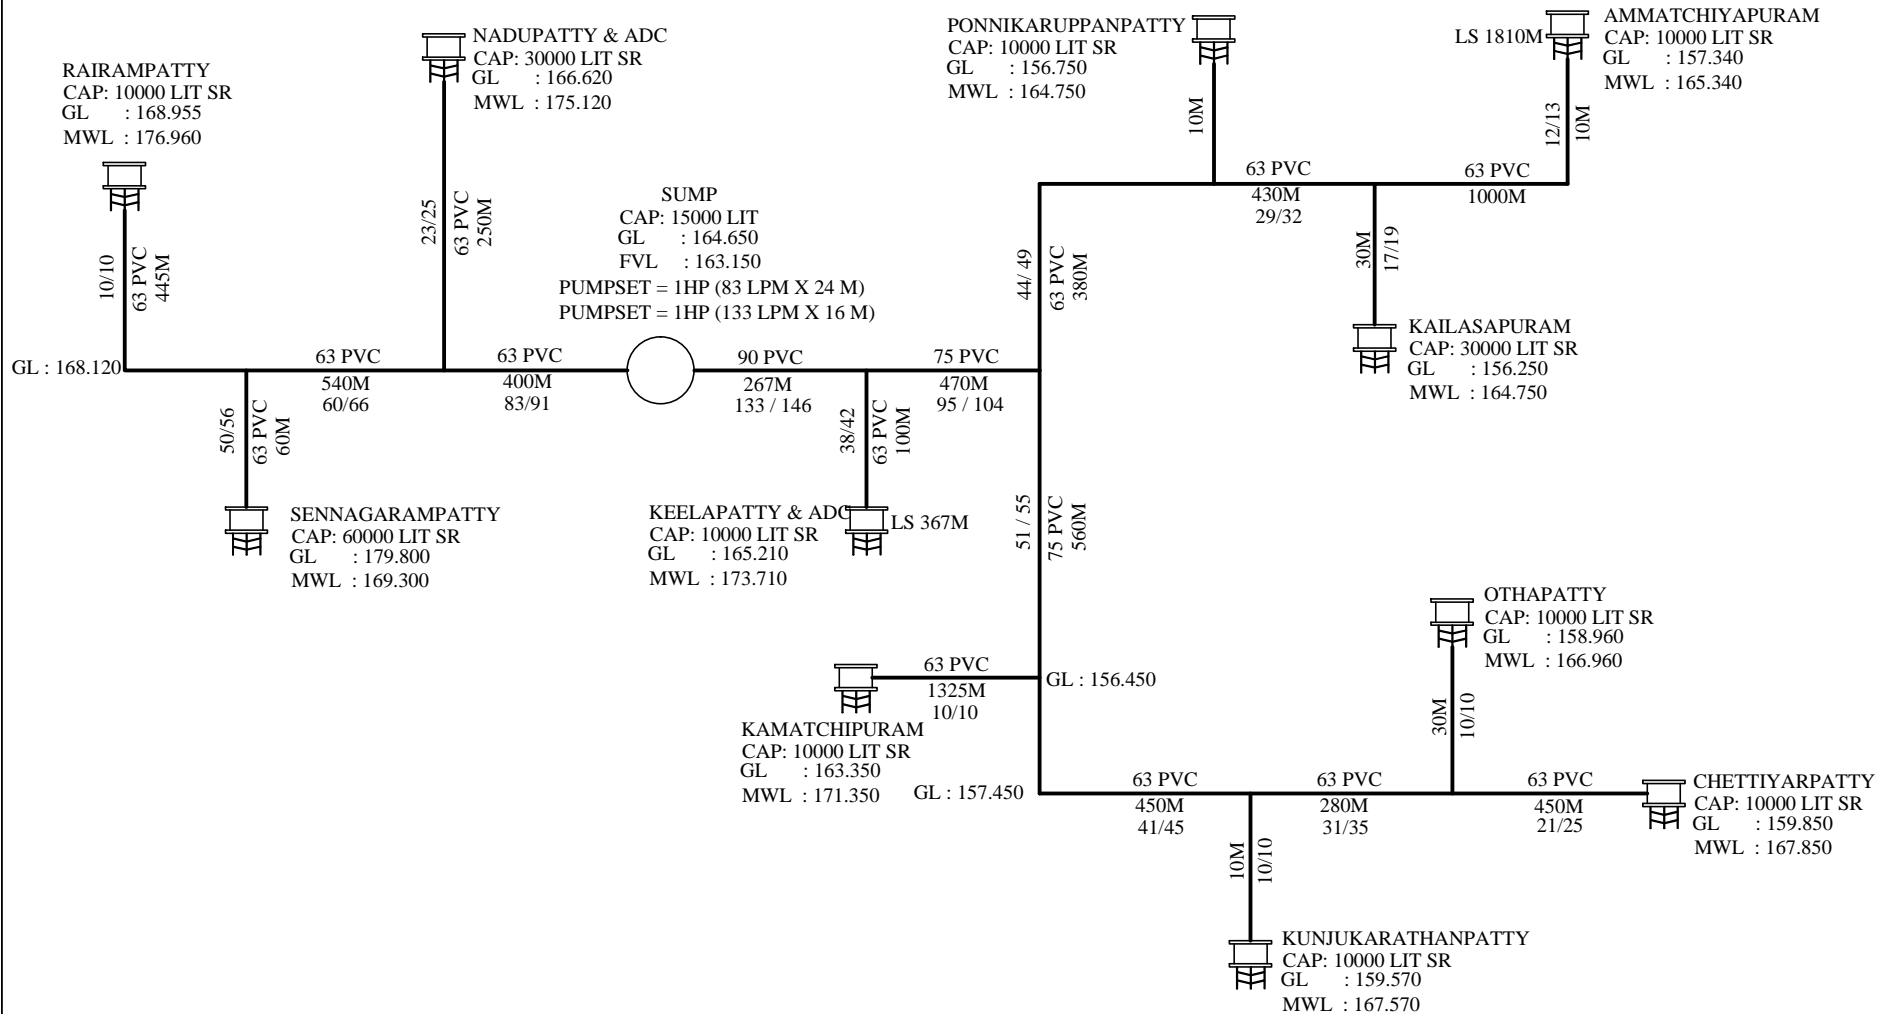 RAIRAMPATTY
CAP: 10000 LIT SR
GL : 168.955
MWL : 176.960
10/10
63 PVC
445M
GL : 168.120
NADUPATTY & ADC
CAP: 30000 LIT SR
GL : 166.620
MWL : 175.120
23/25
63 PVC
250M
63 PVC
540M
60/66
63 PVC
400M
83/91
50/56
63 PVC
60M
SENNAGARAMPATTY
CAP: 60000 LIT SR
GL : 179.800
MWL : 169.300
SUMP
CAP: 15000 LIT
GL : 164.650
FVL : 163.150
PUMPSET = 1HP (83 LPM X 24 M)
PUMPSET = 1HP (133 LPM X 16 M)
90 PVC
267M
133 / 146
75 PVC
470M
95 / 104
38/42
63 PVC
100M
KEELAPATTY & ADC
CAP: 10000 LIT SR
GL : 165.210
MWL : 173.710
LS 367M
PONNIKARUPPANPATTY
CAP: 10000 LIT SR
GL : 156.750
MWL : 164.750
10M
LS 1810M
AMMATCHIYAPURAM
CAP: 10000 LIT SR
GL : 157.340
MWL : 165.340
12/13
10M
63 PVC
430M
29/32
63 PVC
1000M
44/ 49
63 PVC
380M
30M
17/19
KAILASAPURAM
CAP: 30000 LIT SR
GL : 156.250
MWL : 164.750
51 / 55
75 PVC
560M
63 PVC
1325M
10/10
GL : 156.450
KAMATCHIPURAM
CAP: 10000 LIT SR
GL : 163.350
MWL : 171.350
GL : 157.450
OTHAPATTY
CAP: 10000 LIT SR
GL : 158.960
MWL : 166.960
30M
10/10
63 PVC
450M
41/45
63 PVC
280M
31/35
63 PVC
450M
21/25
CHETTIYARPATTY
CAP: 10000 LIT SR
GL : 159.850
MWL : 167.850
10M
10/10
KUNJUKARATHANPATTY
CAP: 10000 LIT SR
GL : 159.570
MWL : 167.570